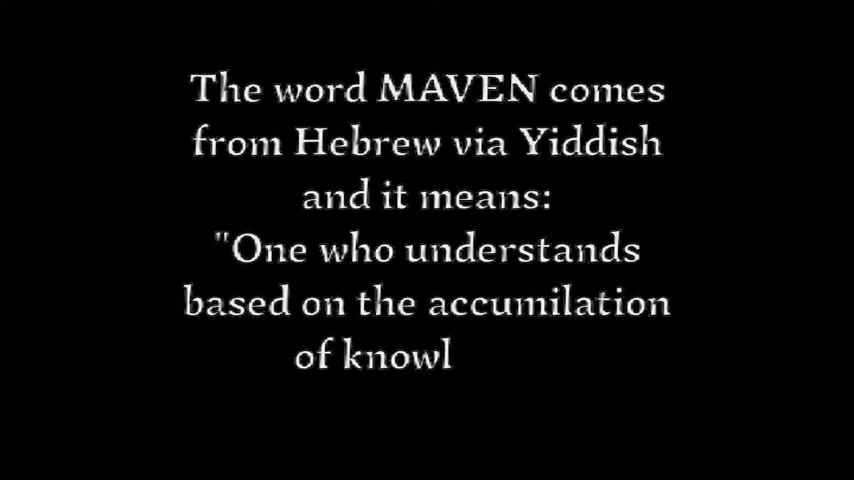 The word MAVEN comes
from Hebrew via Yiddish
and it means:
"One who understands
based on the accumilation
of knowl